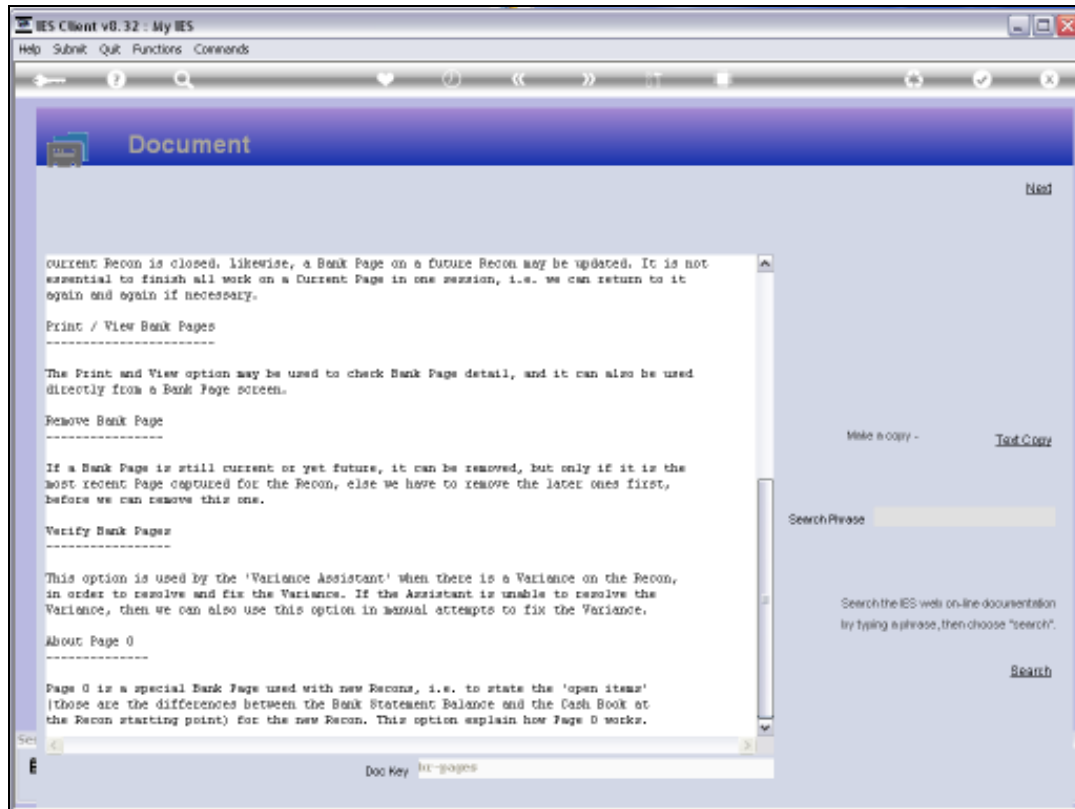 IES Client v8.32 : My IES
Help Submit Quit Functions Commands
Document
Next
current Recon is closed. Likewise, a Bank Page on a future Recon may be updated. It is not
essential to finish all work on a Current Page in one session, i.e. we can return to it
again and again if necessary.
Print / View Bank Pages
-----------------------
The Print and View option may be used to check Bank Page detail, and it can also be used
directly from a Bank Page screen.
Remove Bank Page
----------------
If a Bank Page is still current or yet future, it can be removed, but only if it is the
most recent Page captured for the Recon, else we have to remove the later ones first,
before we can remove this one.
Verify Bank Pages
-----------------
This option is used by the 'Variance Assistant' when there is a Variance on the Recon,
in order to resolve and fix the Variance. If the Assistant is unable to resolve the
Variance, then we can also use this option in manual attempts to fix the Variance.
About Page 0
--------------
Page 0 is a special Bank Page used with new Recons, i.e. to state the 'open items'
(those are the differences between the Bank Statement Balance and the Cash Book at
the Recon starting point) for the new Recon. This option explain how Page 0 works.
Make a copy -
Text Copy
Search Phrase
Search the IES web on-line documentation
by typing a phrase, then choose "search".
Search
Doc Key
-pages